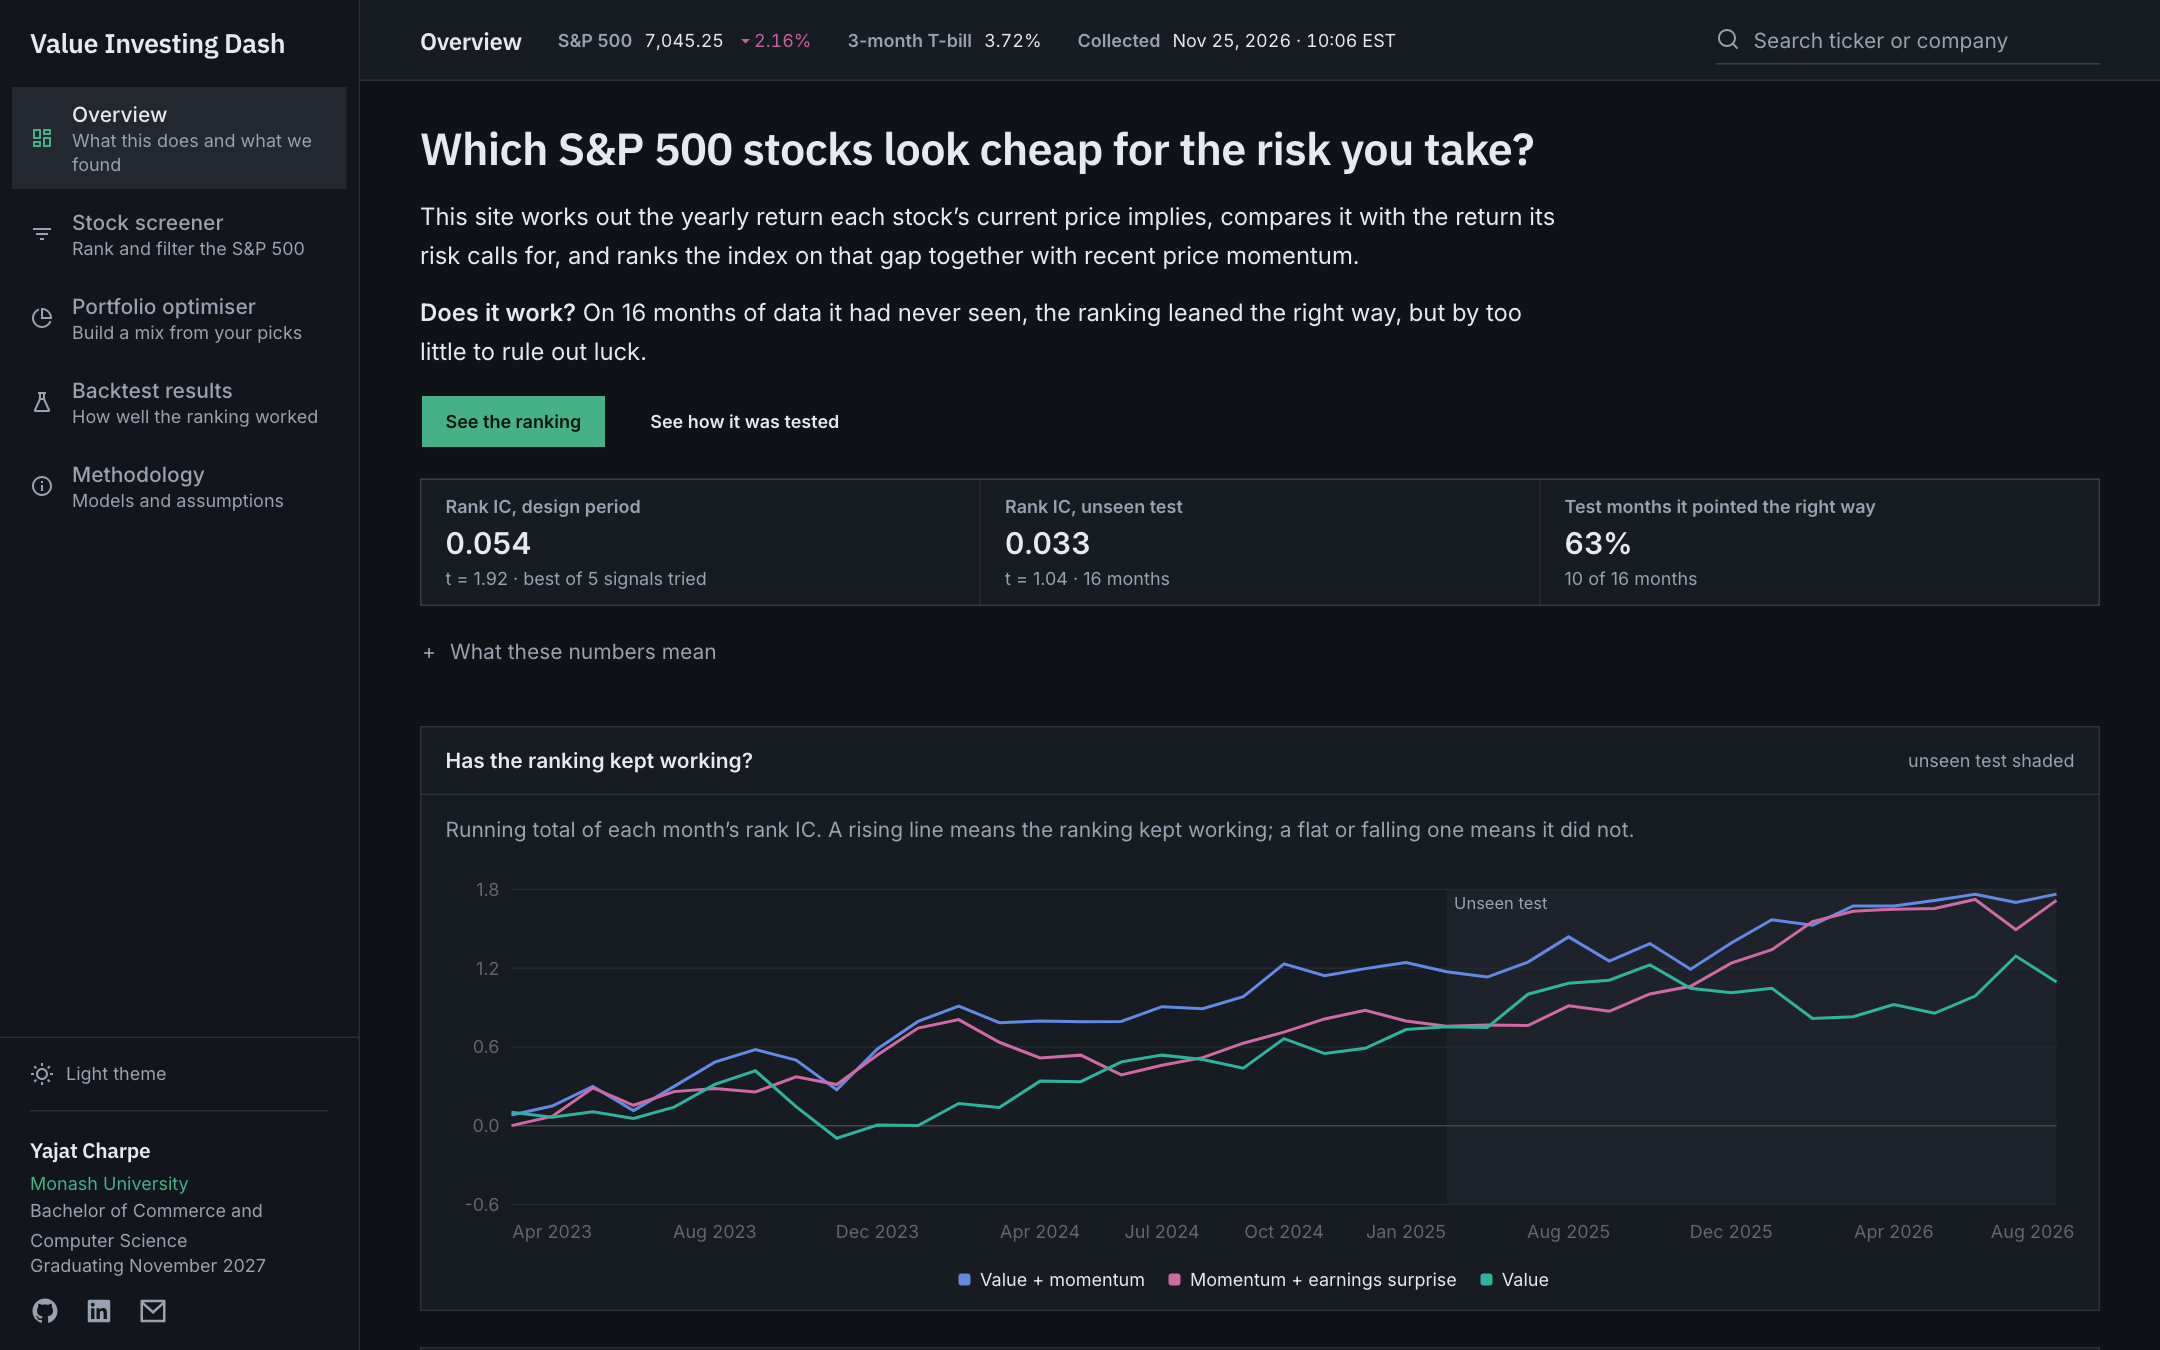 Value Investing Dash
Overview
What this does and what we
found
Stock screener
Rank and filter the S&P 500
Portfolio optimiser
Build a mix from your picks
Backtest results
How well the ranking worked
Methodology
Models and assumptions
Light theme
Yajat Charpe
Monash University
Bachelor of Commerce and
Computer Science
Graduating November 2027
Overview S&P 500 7,045.25 2.16% 3-month T-bill 3.72% Collected Nov 25, 2026 · 10:06 EST
Search ticker or company
Which S&P 500 stocks look cheap for the risk you take?
This site works out the yearly return each stock’s current price implies, compares it with the return its
risk calls for, and ranks the index on that gap together with recent price momentum.
Does it work? On 16 months of data it had never seen, the ranking leaned the right way, but by too
little to rule out luck.
See the ranking See how it was tested
Rank IC, design period
0.054
t = 1.92 · best of 5 signals tried
Rank IC, unseen test
0.033
t = 1.04 · 16 months
Test months it pointed the right way
63%
10 of 16 months
+ What these numbers mean
Has the ranking kept working? unseen test shaded
Running total of each month’s rank IC. A rising line means the ranking kept working; a flat or falling one means it did not.
1.8
Unseen test
1.2
0.6
0.0
-0.6
Apr 2023 Aug 2023 Dec 2023 Apr 2024 Jul 2024 Oct 2024 Jan 2025 Aug 2025 Dec 2025 Apr 2026 Aug 2026
Value + momentum Momentum + earnings surprise Value